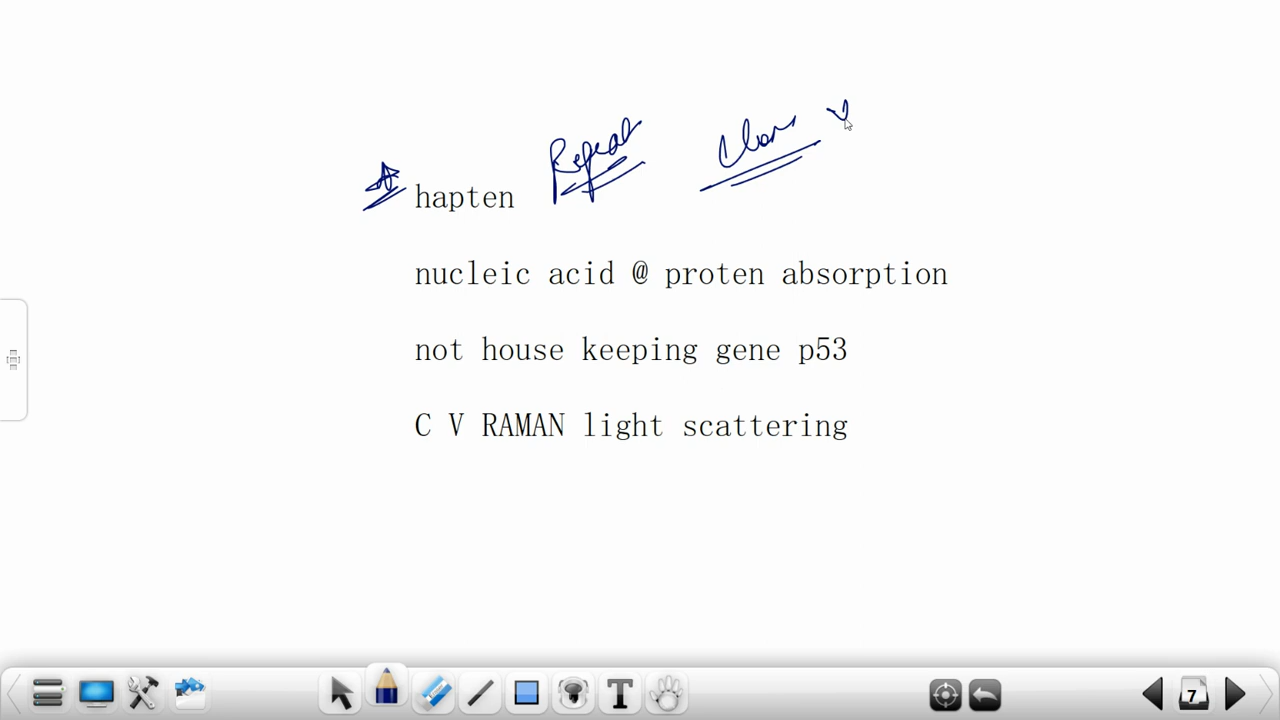 Repeat
hapten
nucleic acid @ proten absorption
not house keeping gene p53
C V RAMAN light scattering
7